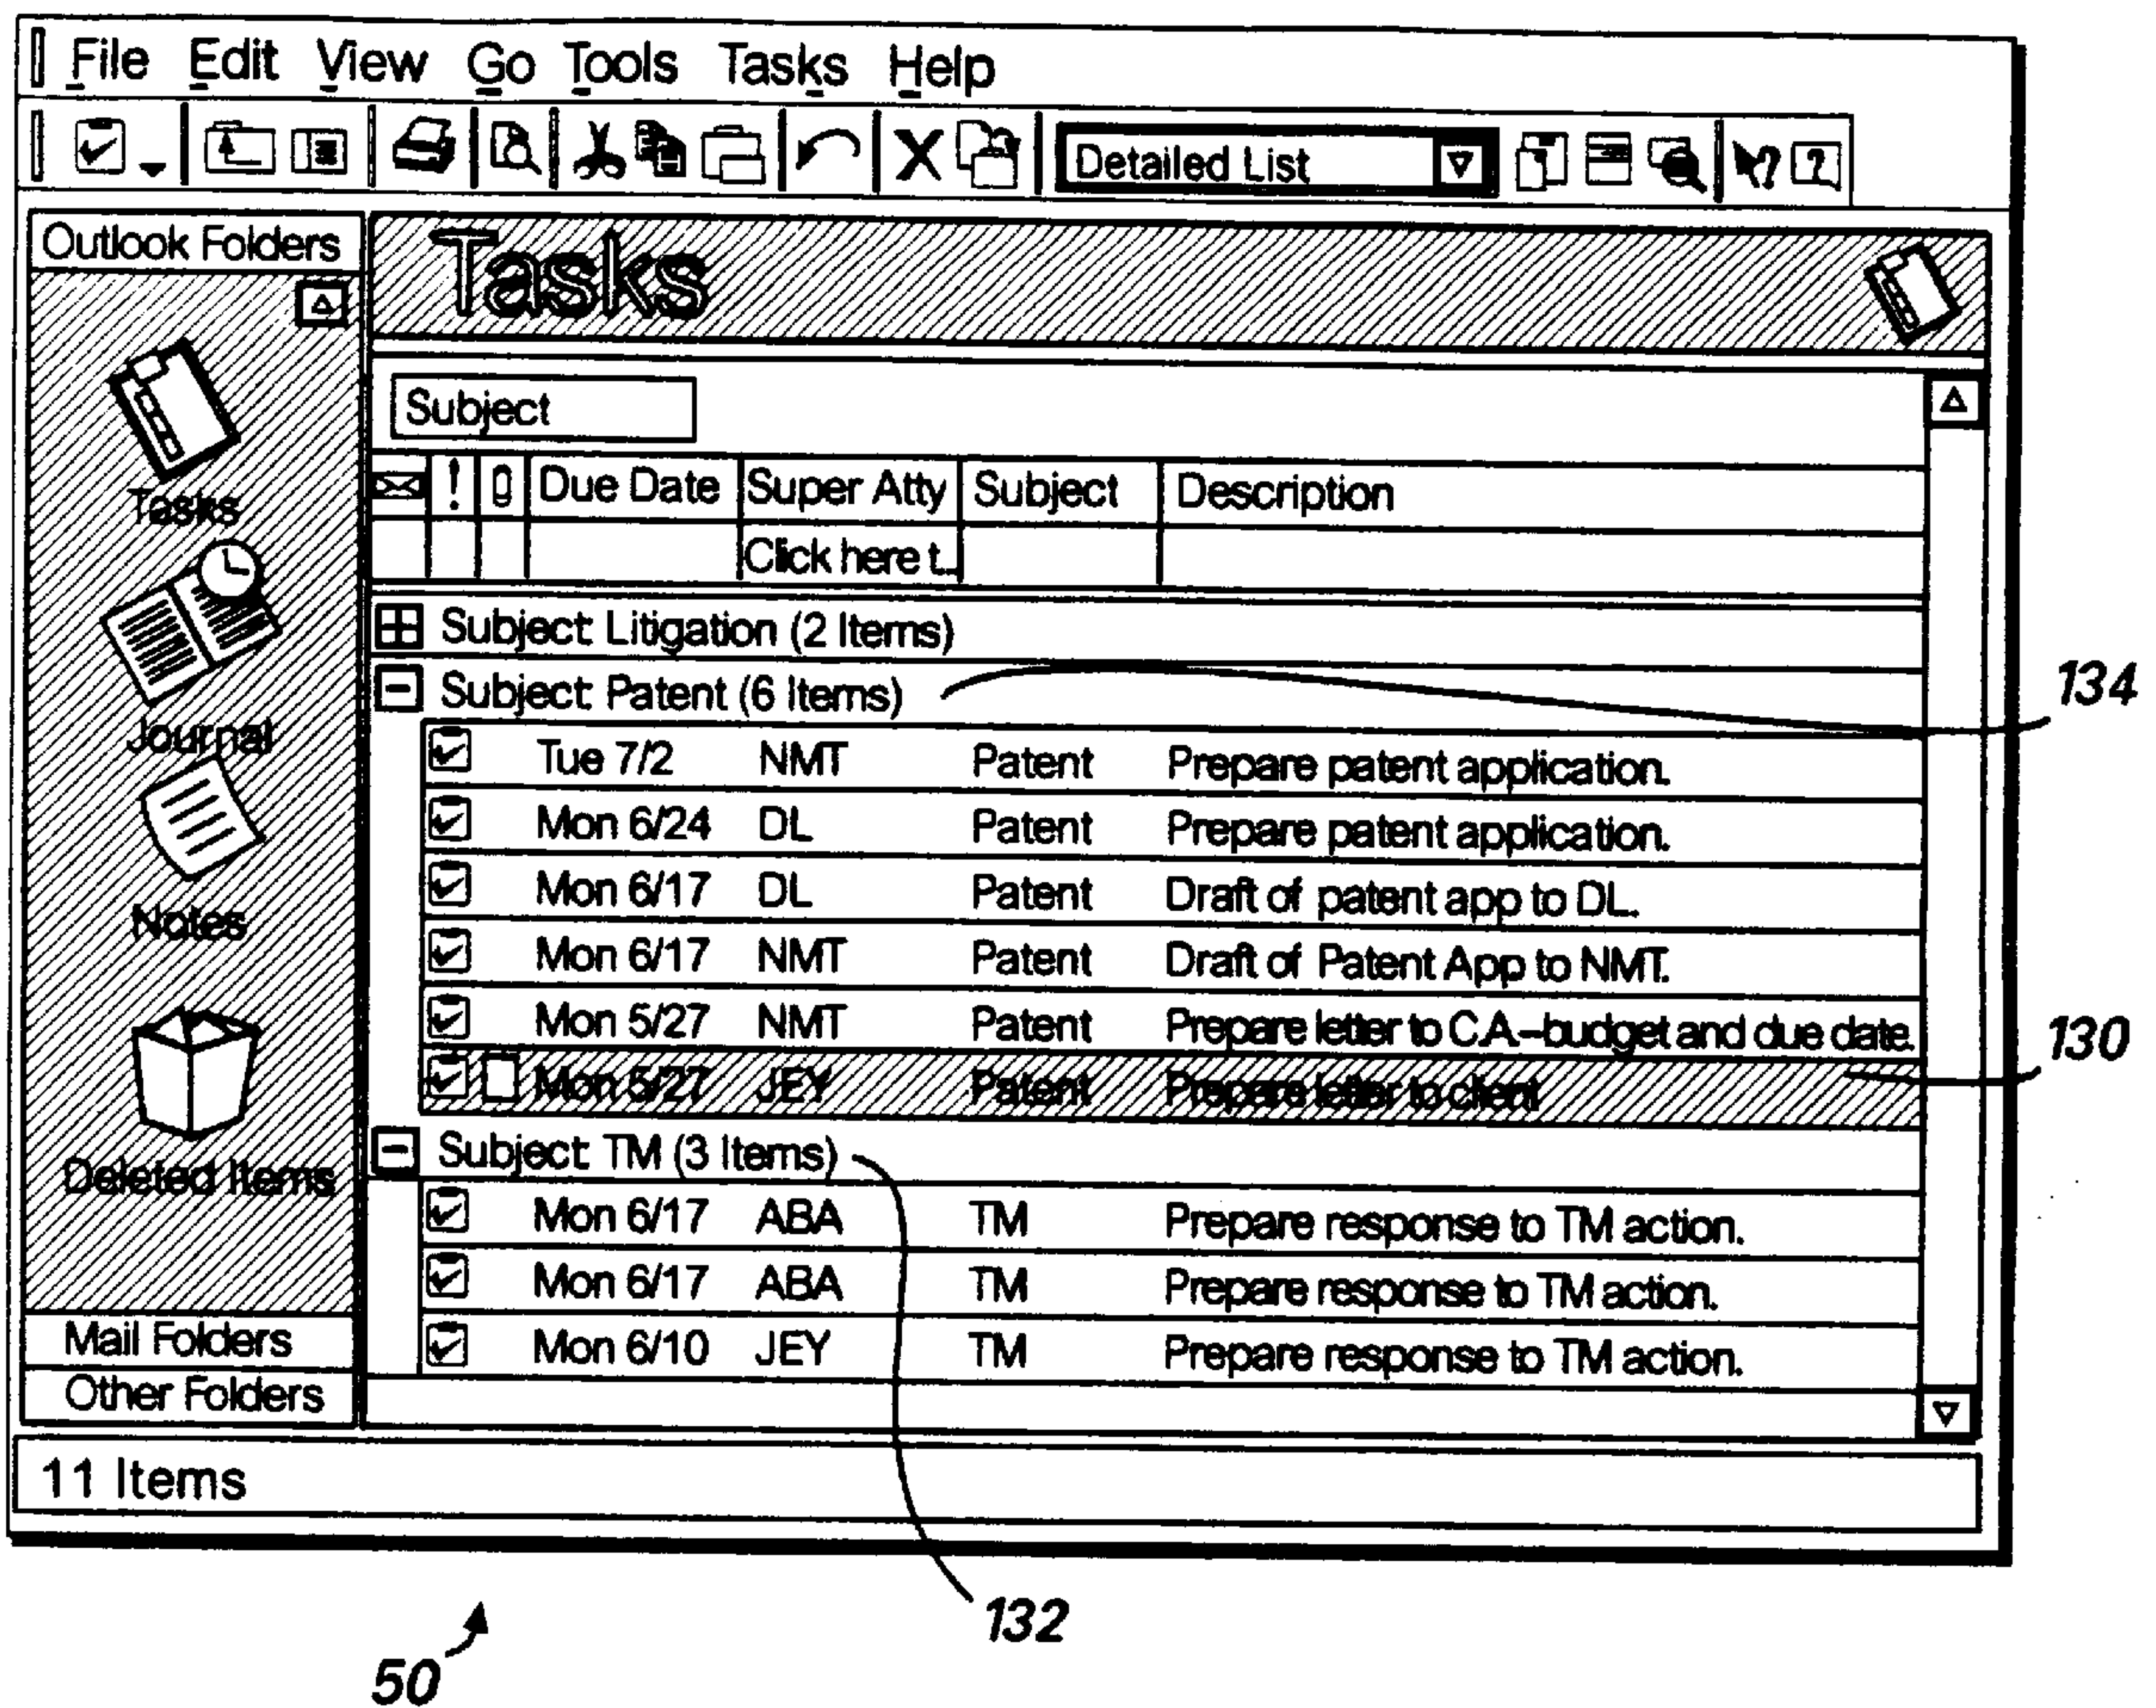 File Edit View Go Tools Tasks Help
Detailed List
Outlook Folders
Tasks
Tasks
Journal
Notes
Deleted Items
Mail Folders
Other Folders
Subject
! Due Date Super Atty Subject Description
Click here t...
Subject: Litigation (2 Items)
Subject: Patent (6 Items)
Tue 7/2 NMT Patent Prepare patent application.
Mon 6/24 DL Patent Prepare patent application.
Mon 6/17 DL Patent Draft of patent app to DL.
Mon 6/17 NMT Patent Draft of Patent App to NMT.
Mon 5/27 NMT Patent Prepare letter to C.A.-budget and due date.
Mon 5/27 JEY Patent Prepare letter to client
Subject: TM (3 Items)
Mon 6/17 ABA TM Prepare response to TM action.
Mon 6/17 ABA TM Prepare response to TM action.
Mon 6/10 JEY TM Prepare response to TM action.
11 Items
134
130
132
50